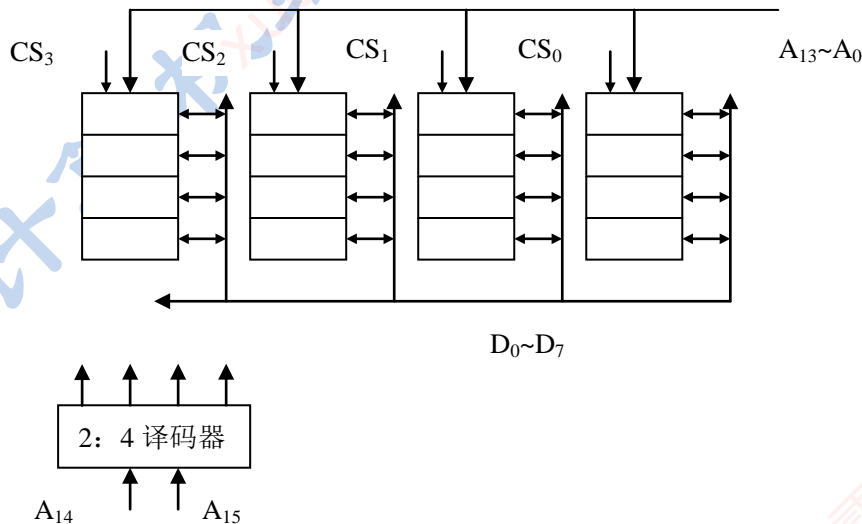 CS₃ CS₂ CS₁ CS₀ A₁₃~A₀
D₀~D₇
2：4 译码器
A₁₄ A₁₅